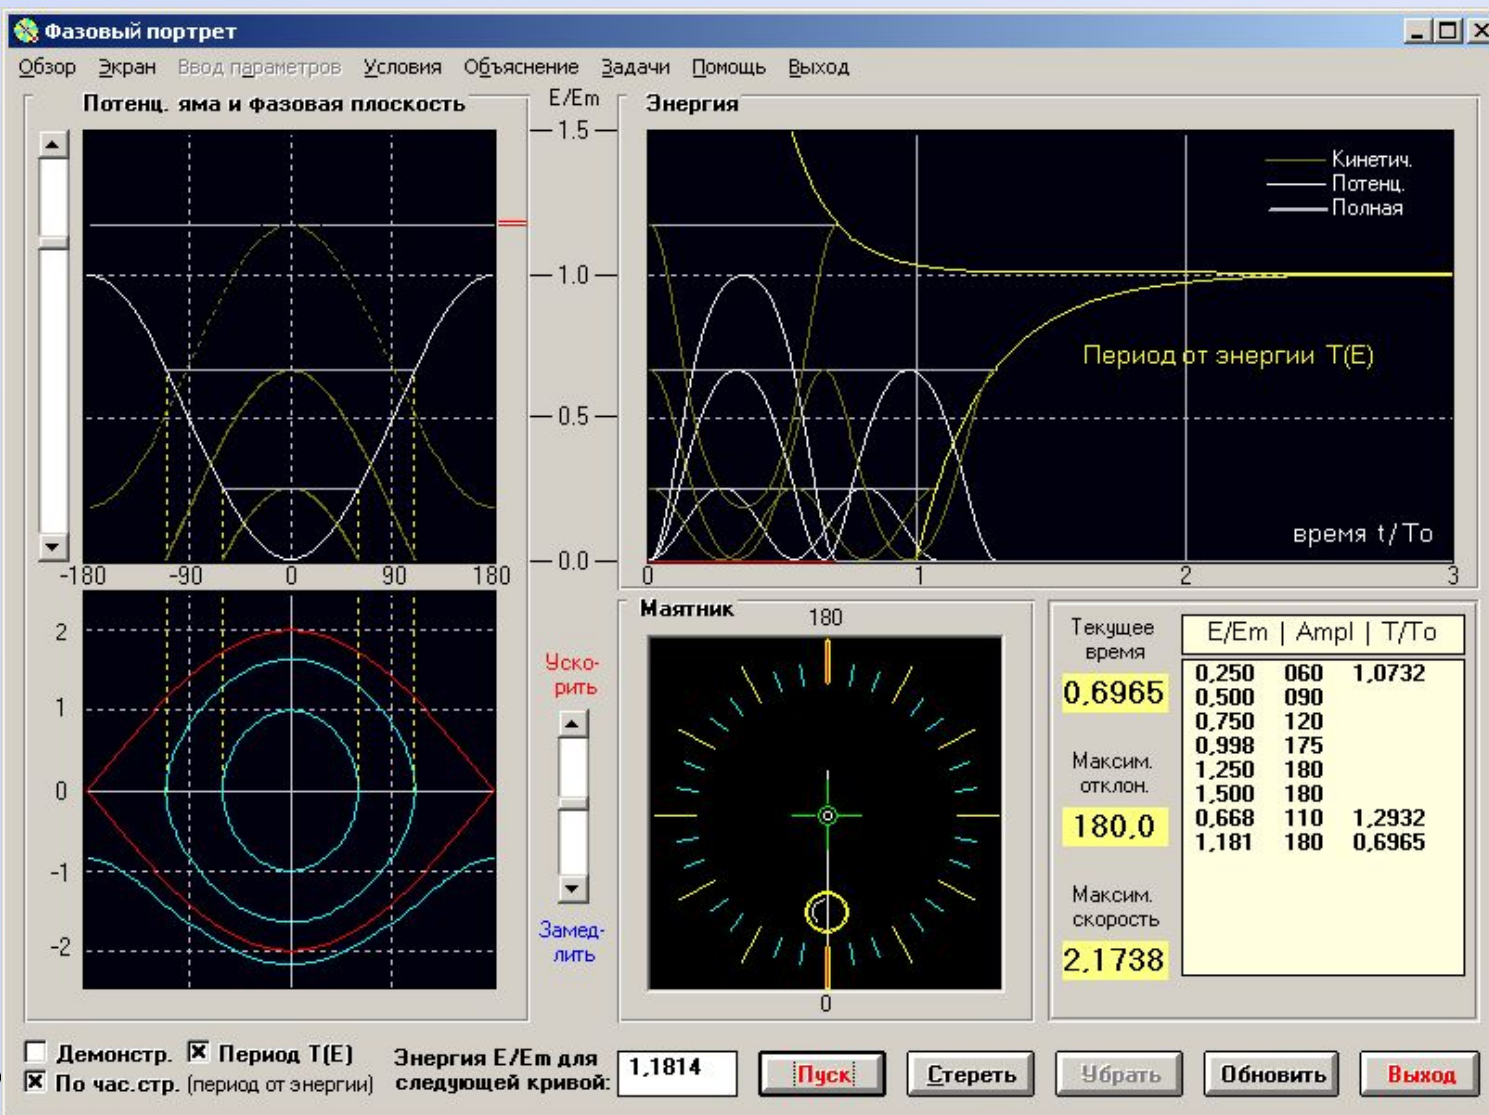 Фазовый портрет
Обзор Экран Ввод параметров Условия Объяснение Задачи Помощь Выход
Потенц. яма и фазовая плоскость
E/Em
Энергия
1.5
1.0
0.5
0.0
Кинетич.
Потенц.
Полная
Период от энергии T(E)
время t/To
-180 -90 0 90 180
0 1 2 3
2
1
0
-1
-2
Уско-
рить
Замед-
лить
Маятник
180
0
Текущее
время
0,6965
Максим.
отклон.
180,0
Максим.
скорость
2,1738
E/Em | Ampl | T/To
0,250 060 1,0732
0,500 090
0,750 120
0,998 175
1,250 180
1,500 180
0,668 110 1,2932
1,181 180 0,6965
Демонстр. Период T(E)
По час.стр. (период от энергии)
Энергия E/Em для
следующей кривой:
1,1814
Пуск Стереть Убрать Обновить Выход